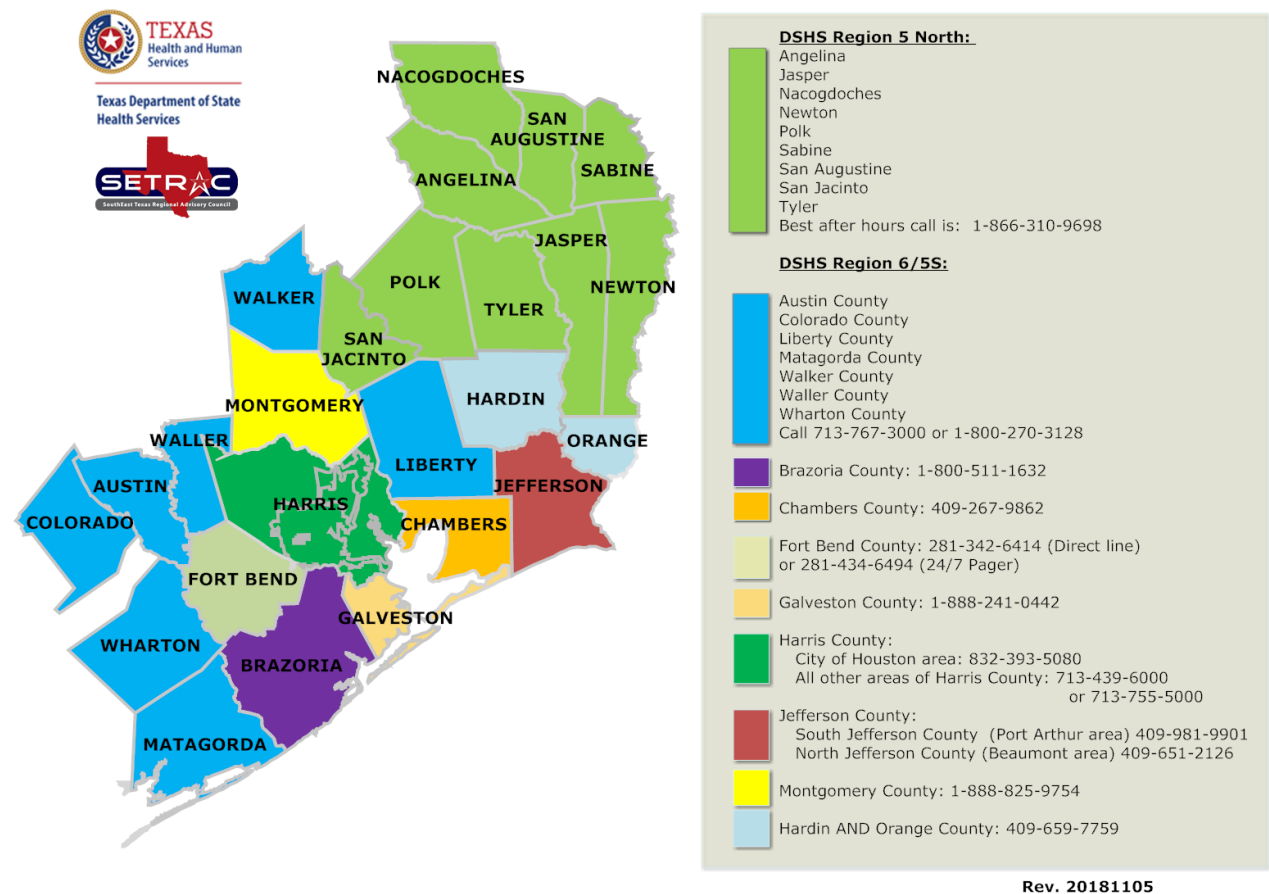 TEXAS
Health and Human
Services
Texas Department of State
Health Services
SETRAC
SouthEast Texas Regional Advisory Council
NACOGDOCHES
SAN
AUGUSTINE
SABINE
ANGELINA
JASPER
POLK
NEWTON
WALKER
TYLER
SAN
JACINTO
HARDIN
MONTGOMERY
WALLER
ORANGE
LIBERTY
AUSTIN
JEFFERSON
HARRIS
COLORADO
CHAMBERS
FORT BEND
GALVESTON
WHARTON
BRAZORIA
MATAGORDA
DSHS Region 5 North:
Angelina
Jasper
Nacogdoches
Newton
Polk
Sabine
San Augustine
San Jacinto
Tyler
Best after hours call is: 1-866-310-9698
DSHS Region 6/5S:
Austin County
Colorado County
Liberty County
Matagorda County
Walker County
Waller County
Wharton County
Call 713-767-3000 or 1-800-270-3128
Brazoria County: 1-800-511-1632
Chambers County: 409-267-9862
Fort Bend County: 281-342-6414 (Direct line)
or 281-434-6494 (24/7 Pager)
Galveston County: 1-888-241-0442
Harris County:
City of Houston area: 832-393-5080
All other areas of Harris County: 713-439-6000
or 713-755-5000
Jefferson County:
South Jefferson County (Port Arthur area) 409-981-9901
North Jefferson County (Beaumont area) 409-651-2126
Montgomery County: 1-888-825-9754
Hardin AND Orange County: 409-659-7759
Rev. 20181105